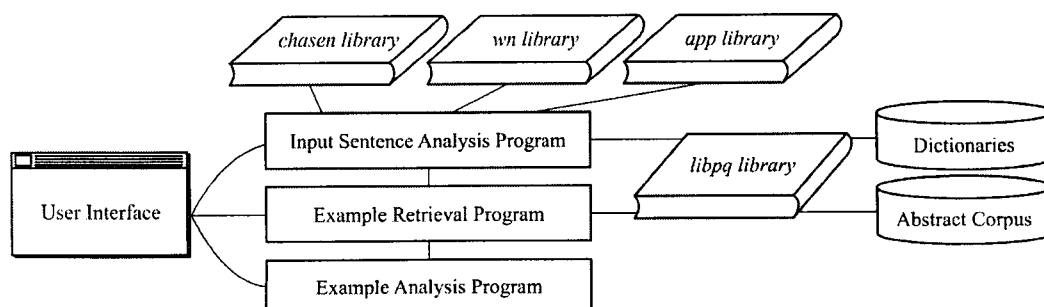 chasen library
wn library
app library
Input Sentence Analysis Program
libpq library
Dictionaries
User Interface
Example Retrieval Program
Abstract Corpus
Example Analysis Program